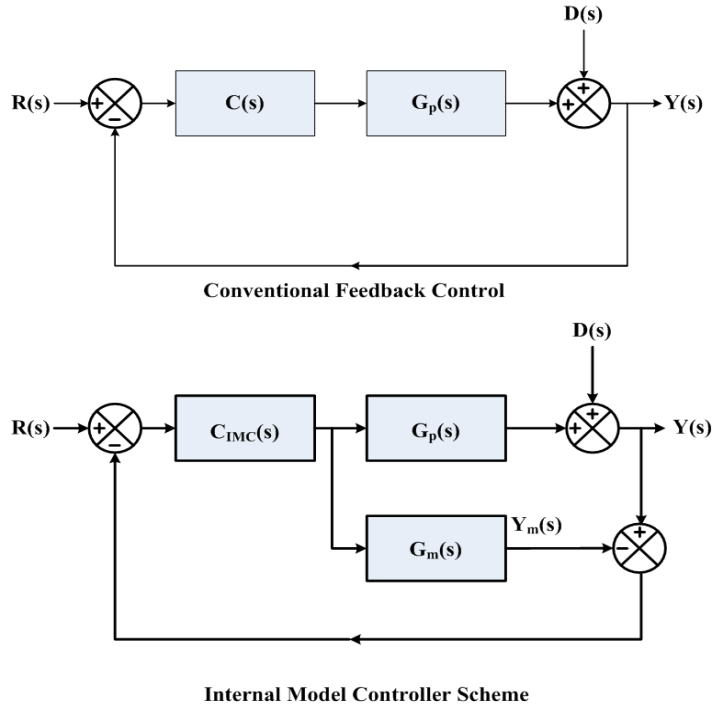 D(s)
R(s)
C(s)
Gp(s)
Y(s)
Conventional Feedback Control
D(s)
R(s)
CIMC(s)
Gp(s)
Y(s)
Ym(s)
Gm(s)
Internal Model Controller Scheme